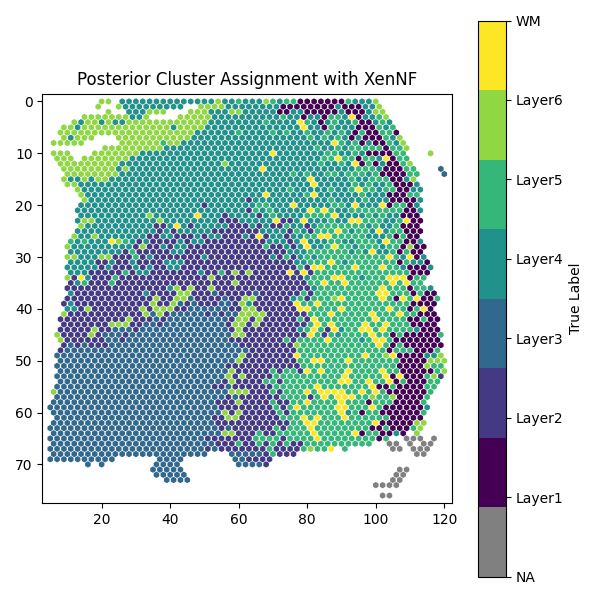 Posterior Cluster Assignment with XenNF
0
10
20
30
40
50
60
70
20
40
60
80
100
120
WM
Layer6
Layer5
Layer4
Layer3
Layer2
Layer1
NA
True Label